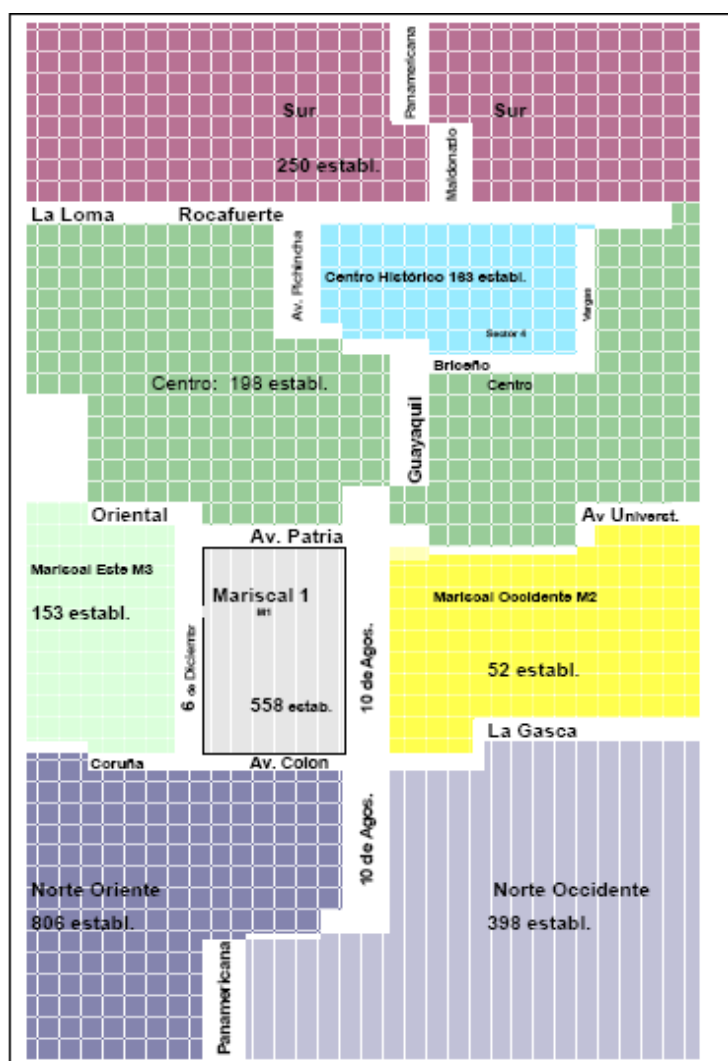 Panamericana
Sur
Sur
250 establ.
Maldonado
La Loma
Rocafuerte
Av. Pichincha
Centro Histórico 163 establ.
Vargas
Sector 4
Briceño
Centro: 198 establ.
Centro
Guayaquil
Oriental
Av Universt.
Av. Patria
Mariscal Este M3
Mariscal 1
M1
Mariscal Occidente M2
153 establ.
6 de Diciembr
10 de Agos.
52 establ.
558 estab.
La Gasca
Coruña
Av. Colon
10 de Agos.
Norte Oriente
Norte Occidente
806 establ.
398 establ.
Panamericana